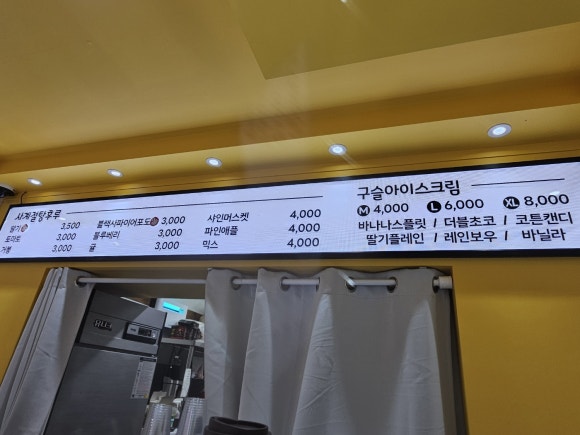 사계절탕후루
딸기 3,500
토마토 3,000
거봉 3,000
블랙사파이어포도 3,000
블루베리 3,000
귤 3,000
샤인머스켓 4,000
파인애플 4,000
믹스 4,000
구슬아이스크림
M 4,000 L 6,000 XL 8,000
바나나스플릿 / 더블초코 / 코튼캔디
딸기플레인 / 레인보우 / 바닐라